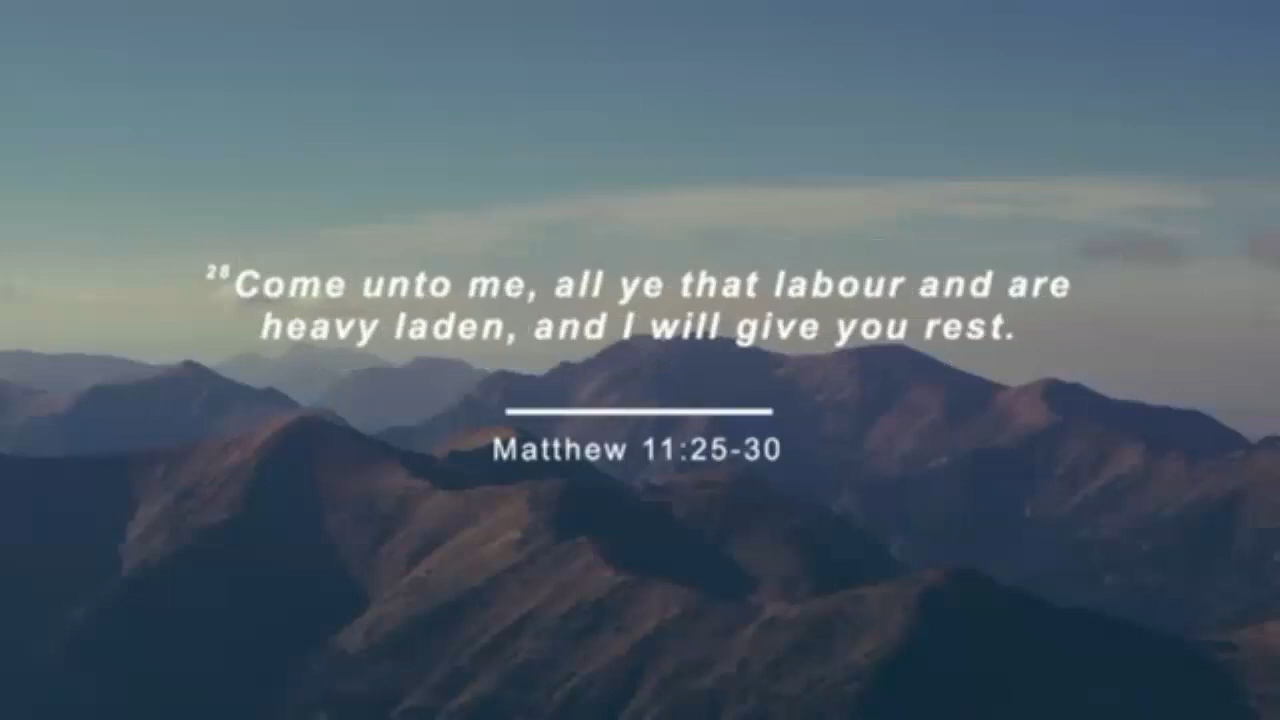 28Come unto me, all ye that labour and are
heavy laden, and I will give you rest.
Matthew 11:25-30